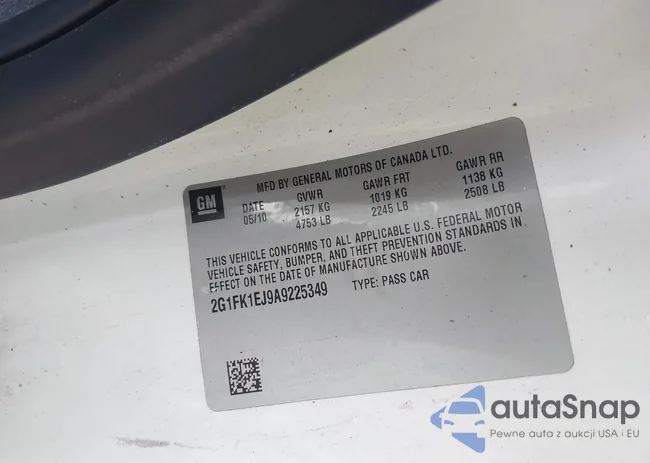 MFD BY GENERAL MOTORS OF CANADA LTD.
GM DATE GVWR GAWR FRT GAWR RR
05/10 2157 KG 1019 KG 1138 KG
4753 LB 2245 LB 2508 LB
THIS VEHICLE CONFORMS TO ALL APPLICABLE U.S. FEDERAL MOTOR
VEHICLE SAFETY, BUMPER, AND THEFT PREVENTION STANDARDS IN
EFFECT ON THE DATE OF MANUFACTURE SHOWN ABOVE.
2G1FK1EJ9A9225349 TYPE: PASS CAR
autaSnap
Pewne auta z aukcji USA i EU